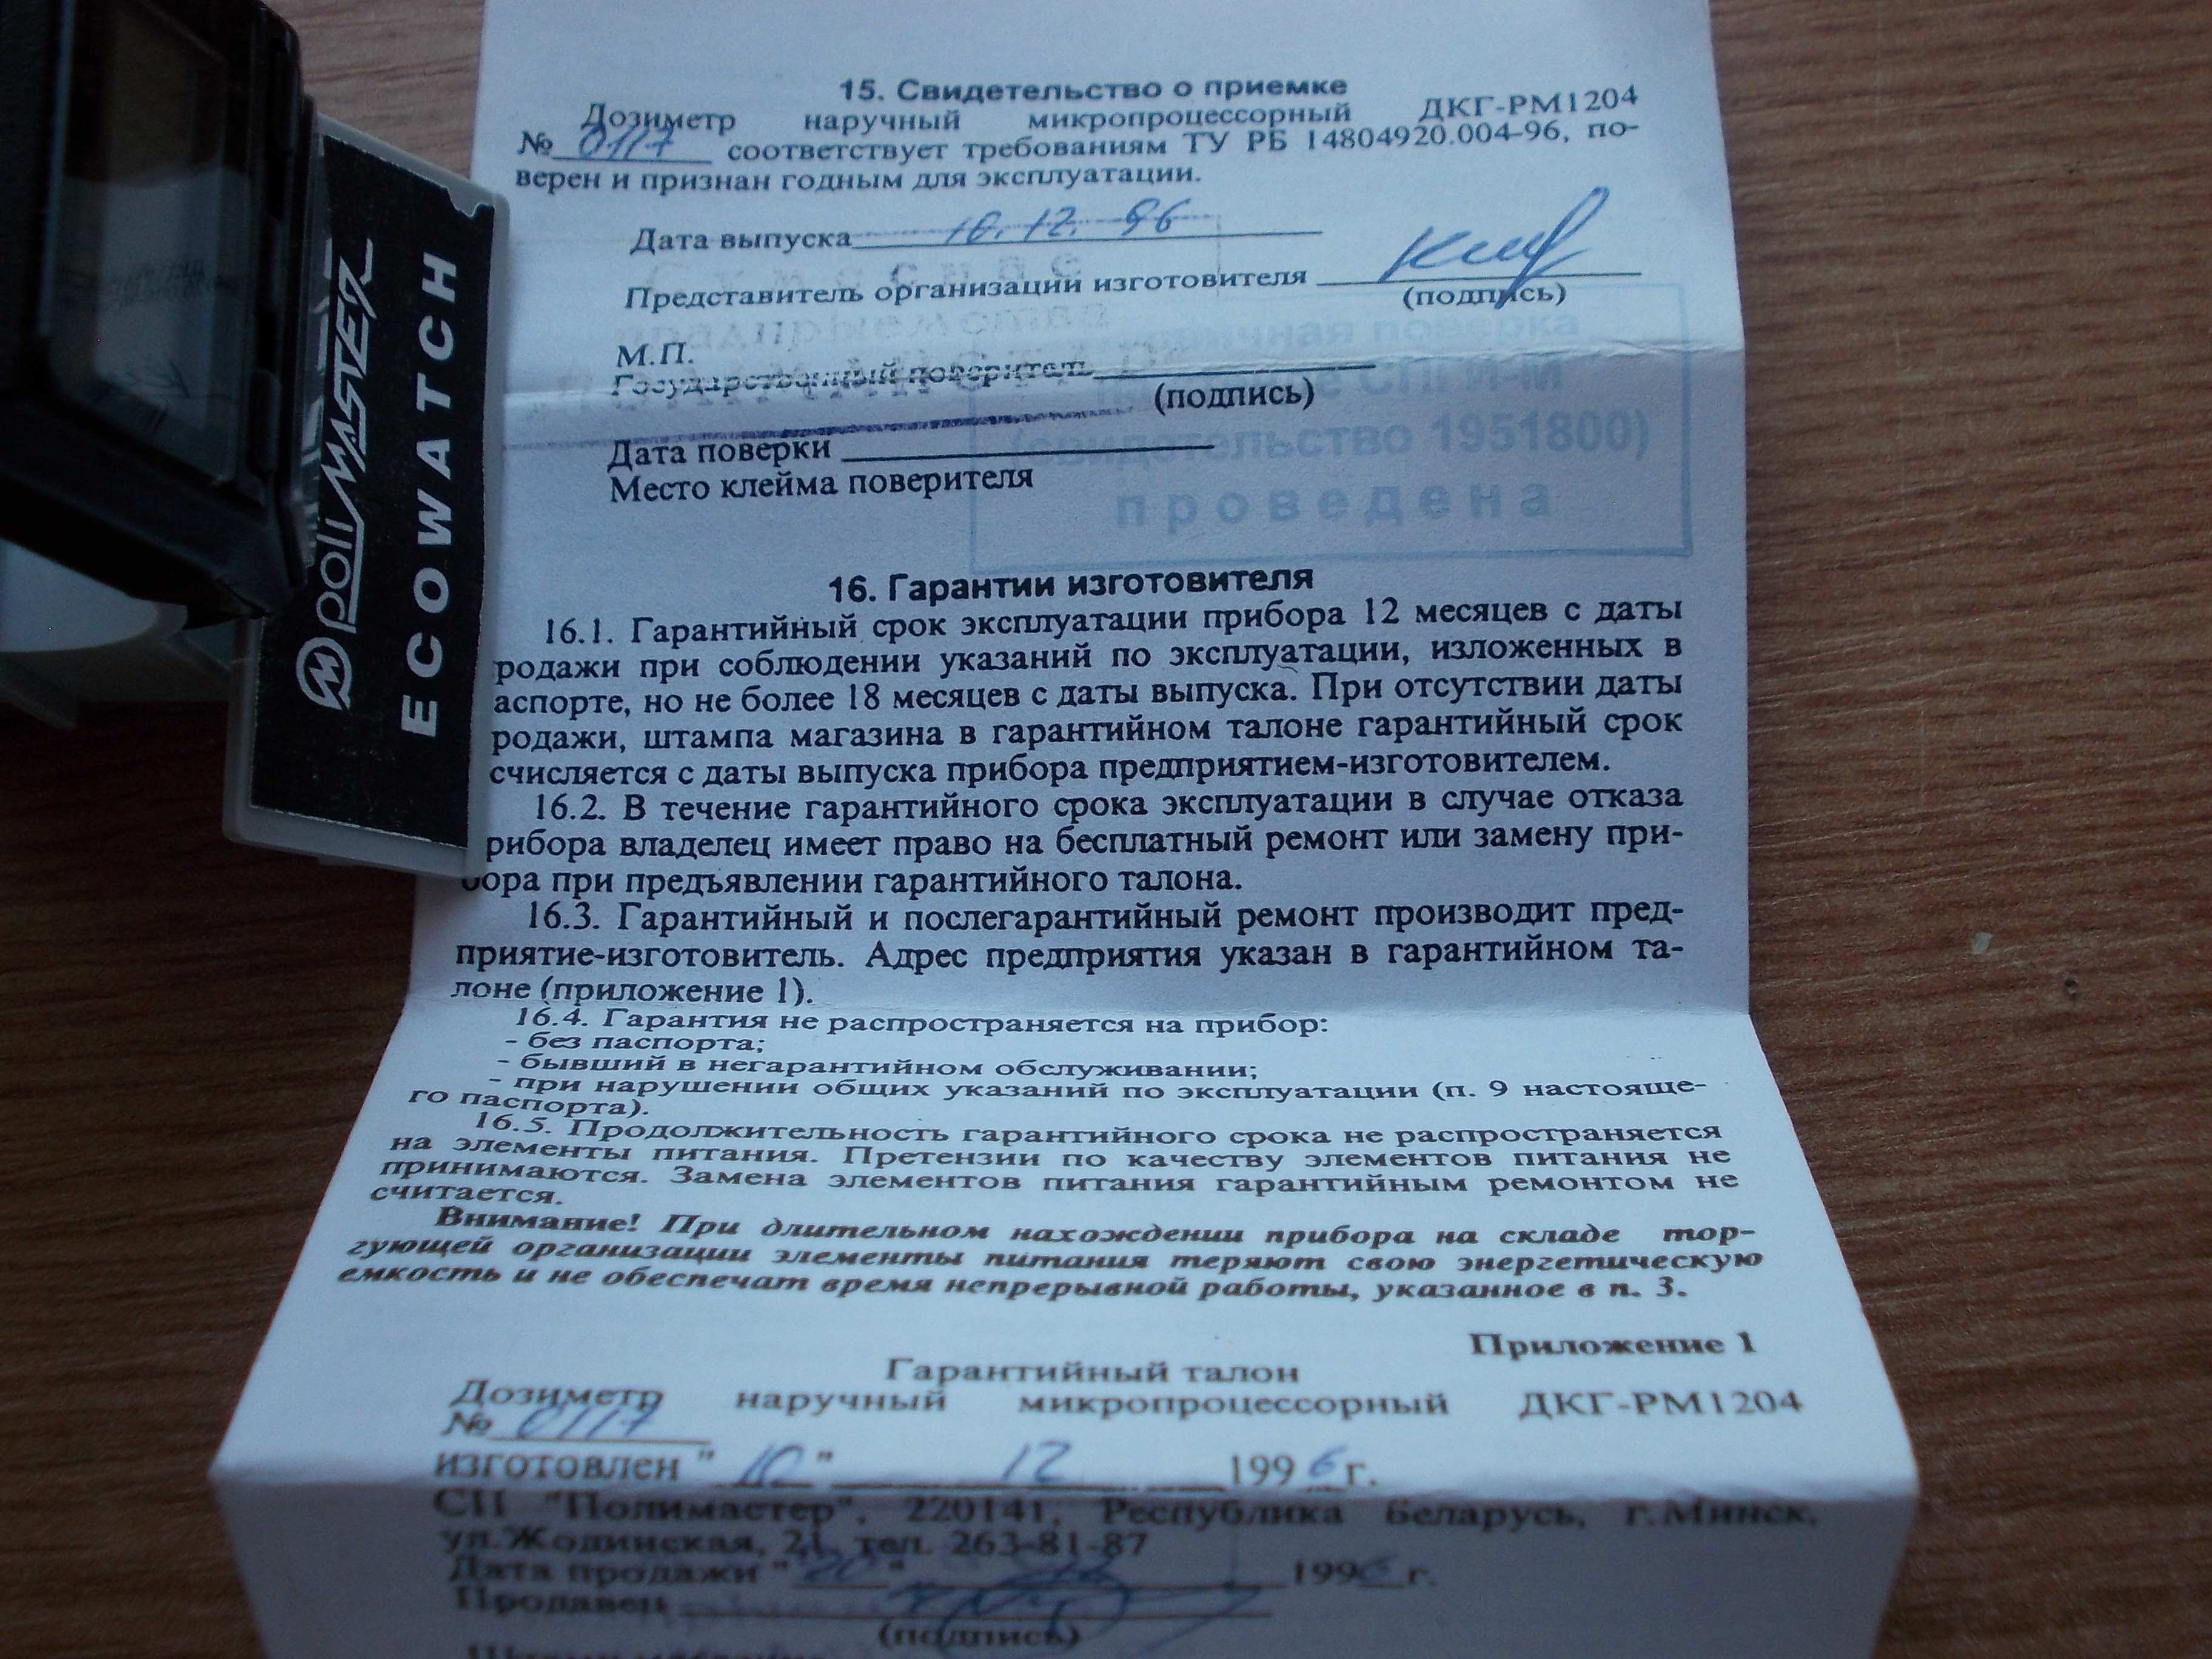 15. Свидетельство о приемке
Дозиметр наручный микропроцессорный ДКГ-РМ1204
№ 0117 соответствует требованиям ТУ РБ 14804920.004-96, по-
верен и признан годным для эксплуатации.
Дата выпуска 10.12.96
Представитель организации изготовителя
(подпись)
М.П.
Государственный поверитель
(подпись)
Дата поверки
Место клейма поверителя
поверка
(свидетельство 1951800)
проведена
polimaster
ECOWATCH
16. Гарантии изготовителя
16.1. Гарантийный срок эксплуатации прибора 12 месяцев с даты
родажи при соблюдении указаний по эксплуатации, изложенных в
аспорте, но не более 18 месяцев с даты выпуска. При отсутствии даты
родажи, штампа магазина в гарантийном талоне гарантийный срок
счисляется с даты выпуска прибора предприятием-изготовителем.
16.2. В течение гарантийного срока эксплуатации в случае отказа
рибора владелец имеет право на бесплатный ремонт или замену при-
бора при предъявлении гарантийного талона.
16.3. Гарантийный и послегарантийный ремонт производит пред-
приятие-изготовитель. Адрес предприятия указан в гарантийном та-
лоне (приложение 1).
16.4. Гарантия не распространяется на прибор:
- без паспорта;
- бывший в негарантийном обслуживании;
- при нарушении общих указаний по эксплуатации (п. 9 настояще-
го паспорта).
16.5. Продолжительность гарантийного срока не распространяется
на элементы питания. Претензии по качеству элементов питания не
принимаются. Замена элементов питания гарантийным ремонтом не
считается.
Внимание! При длительном нахождении прибора на складе тор-
гующей организации элементы питания теряют свою энергетическую
емкость и не обеспечат время непрерывной работы, указанное в п. 3.
Приложение 1
Гарантийный талон
Дозиметр наручный микропроцессорный ДКГ-РМ1204
№ 0117
изготовлен " 10 " 12 1996 г.
СП "Полимастер", 220141, Республика Беларусь, г.Минск,
ул.Жодинская, 21, тел. 263-81-87
Дата продажи " 20 " 12 1996 г.
Продавец
(подпись)